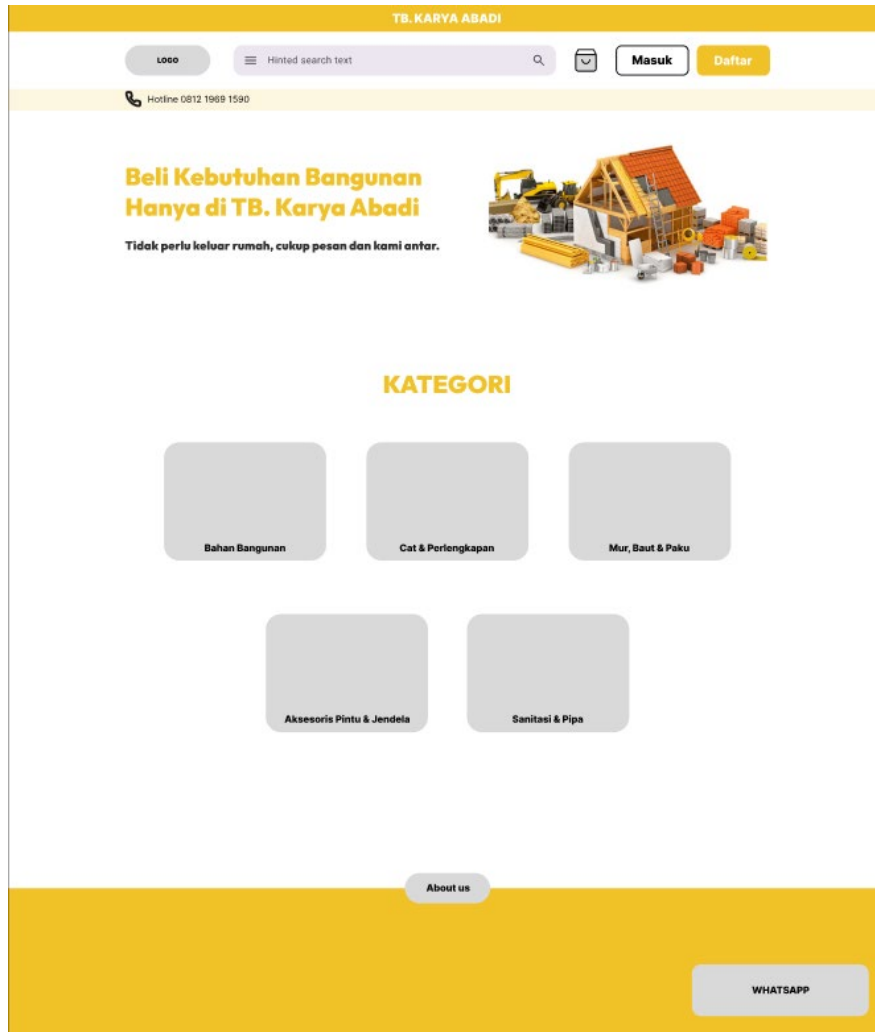 TB. KARYA ABADI
LOGO
Hinted search text
Masuk
Daftar
Hotline 0812 1969 1590
Beli Kebutuhan Bangunan
Hanya di TB. Karya Abadi
Tidak perlu keluar rumah, cukup pesan dan kami antar.
KATEGORI
Bahan Bangunan
Cat & Perlengkapan
Mur, Baut & Paku
Aksesoris Pintu & Jendela
Sanitasi & Pipa
About us
WHATSAPP